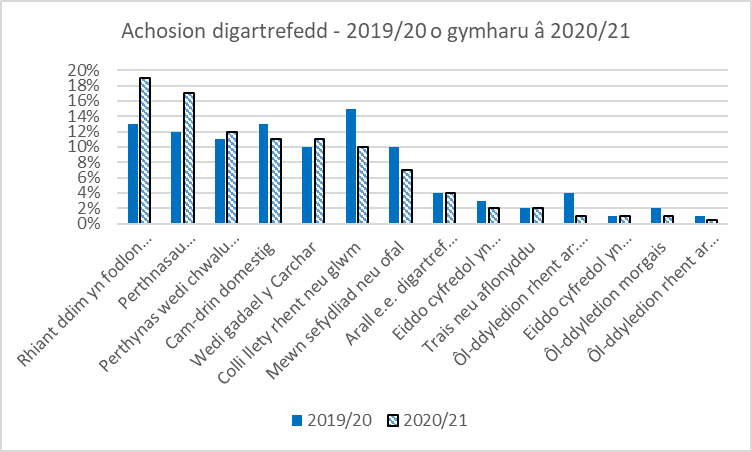 Achosion digartrefedd - 2019/20 o gymharu â 2020/21
20%
18%
16%
14%
12%
10%
8%
6%
4%
2%
0%
Rhiant ddim yn fodlon…
Perthnasau…
Perthynas wedi chwalu…
Cam-drin domestig
Wedi gadael y Carchar
Colli llety rhent neu glwm
Mewn sefydliad neu ofal
Arall e.e. digartref…
Eiddo cyfredol yn…
Trais neu aflonyddu
Ôl-ddyledion rhent ar:…
Eiddo cyfredol yn…
Ôl-ddyledion morgais
Ôl-ddyledion rhent ar…
2019/20
2020/21